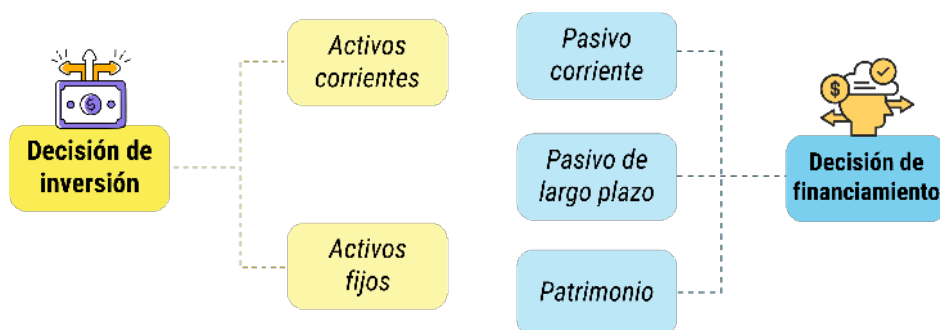 Decisión de
inversión
Activos
corrientes
Activos
fijos
Pasivo
corriente
Pasivo de
largo plazo
Patrimonio
$
Decisión de
financiamiento
$